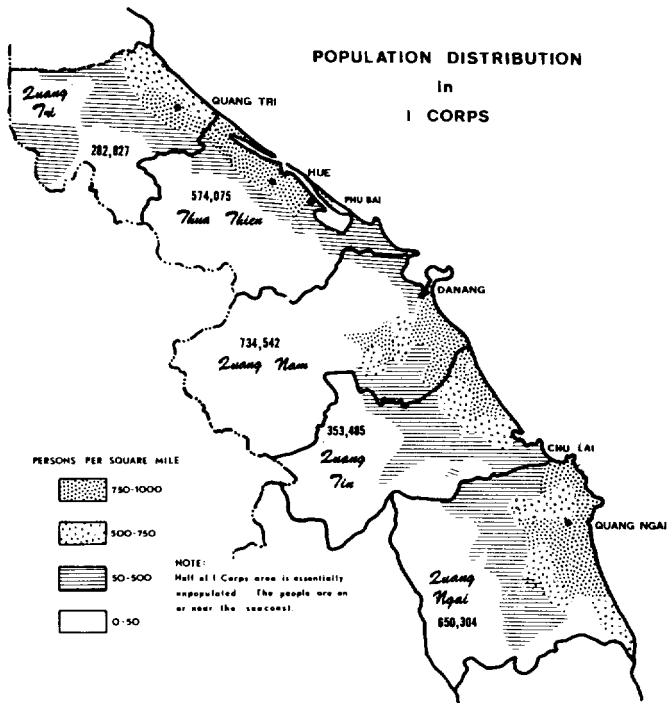 POPULATION DISTRIBUTION
in
I CORPS
Quang
Tri
QUANG TRI
282,827
HUE
574,075
PHU BAI
Thua Thien
DANANG
734,542
Quang Nam
353,485
Quang
Tin
CHU LAI
PERSONS PER SQUARE MILE
750-1000
500-750
50-500
0-50
NOTE:
Half of I Corps area is essentially
unpopulated. The people are on
or near the seacoast.
QUANG NGAI
Quang
Ngai
650,304